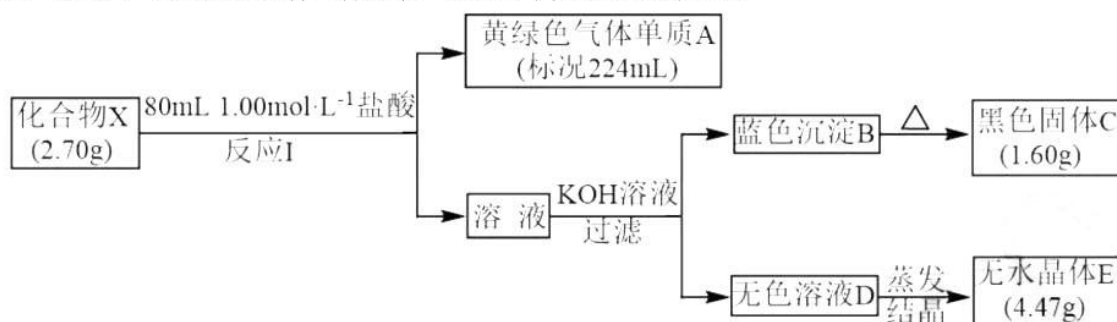 黄绿色气体单质A
(标况224mL)
化合物X
(2.70g)
80mL 1.00mol·L⁻¹盐酸
反应I
蓝色沉淀B
△
黑色固体C
(1.60g)
溶 液
KOH溶液
过滤
无色溶液D
蒸发
结晶
无水晶体E
(4.47g)